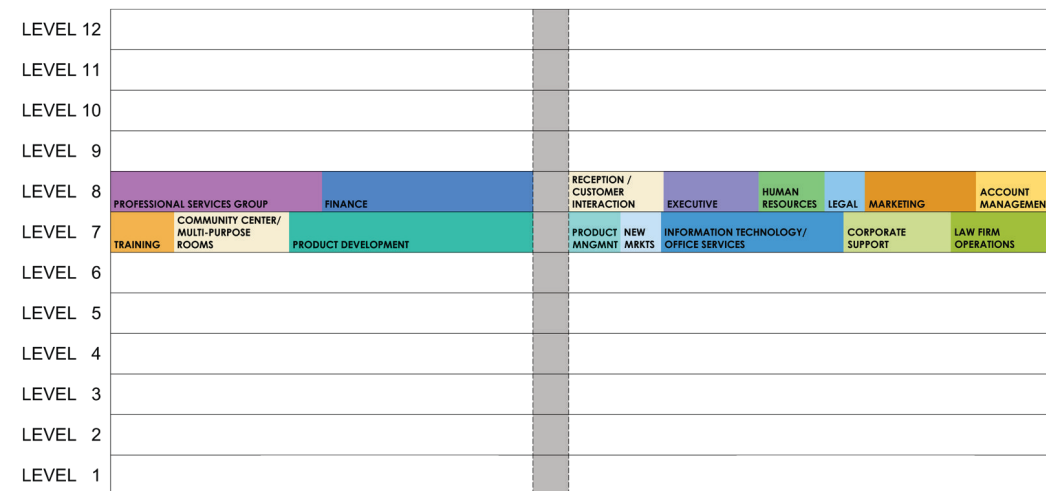 LEVEL 12
LEVEL 11
LEVEL 10
LEVEL 9
LEVEL 8
PROFESSIONAL SERVICES GROUP
FINANCE
RECEPTION /
CUSTOMER
INTERACTION
EXECUTIVE
HUMAN
RESOURCES
LEGAL
MARKETING
ACCOUNT
MANAGEMEN
LEVEL 7
TRAINING
COMMUNITY CENTER/
MULTI-PURPOSE
ROOMS
PRODUCT DEVELOPMENT
PRODUCT
MNGMNT
NEW
MRKTS
INFORMATION TECHNOLOGY/
OFFICE SERVICES
CORPORATE
SUPPORT
LAW FIRM
OPERATIONS
LEVEL 6
LEVEL 5
LEVEL 4
LEVEL 3
LEVEL 2
LEVEL 1